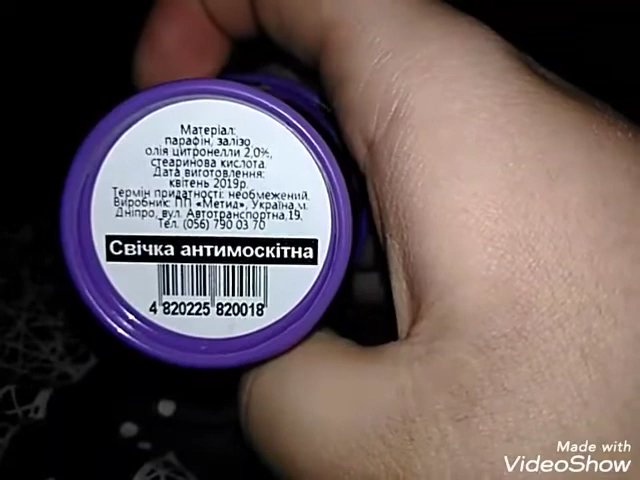 Матеріал:
парафін, залізо,
олія цитронелли 2,0%,
стеаринова кислота.
Дата виготовлення:
квітень 2019р.
Термін придатності: необмежений.
Виробник: ПП «Метид», Україна,м.
Дніпро, вул. Автотранспортна,19,
Тел. (056) 790 03 70
Свічка антимоскітна
4 820225 820018
Made with
VideoShow